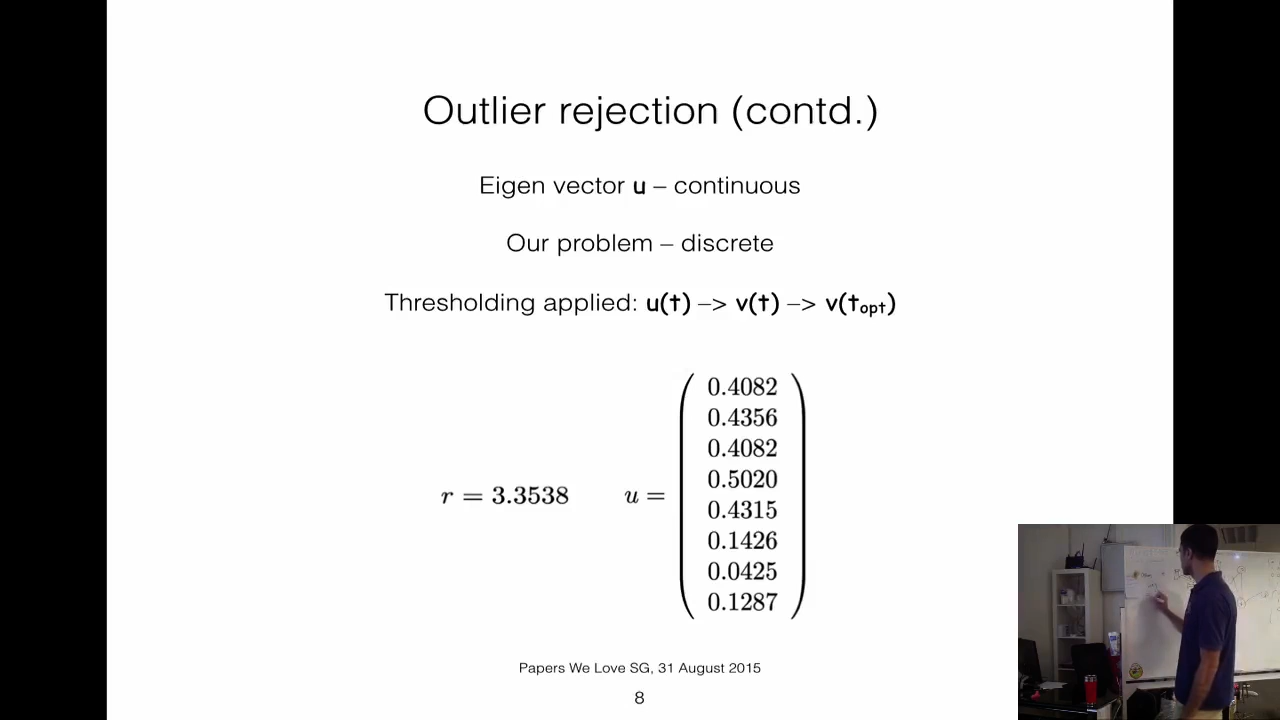 Outlier rejection (contd.)
Eigen vector u – continuous
Our problem – discrete
Thresholding applied: u(t) –> v(t) –> v(tₒₚₜ)
r = 3.3538
u =
0.4082
0.4356
0.4082
0.5020
0.4315
0.1426
0.0425
0.1287
Papers We Love SG, 31 August 2015
8